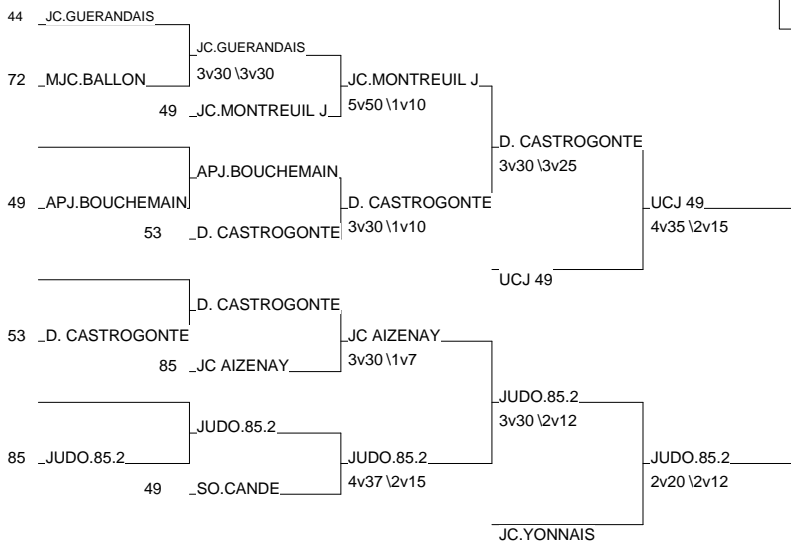 44 JC.GUERANDAIS
JC.GUERANDAIS
3v30 \3v30
72 MJC.BALLON
JC.MONTREUIL J
5v50 \1v10
49 JC.MONTREUIL J
D. CASTROGONTE
3v30 \3v25
APJ.BOUCHEMAIN
49 APJ.BOUCHEMAIN
D. CASTROGONTE
3v30 \1v10
UCJ 49
4v35 \2v15
53 D. CASTROGONTE
UCJ 49
D. CASTROGONTE
53 D. CASTROGONTE
JC AIZENAY
3v30 \1v7
85 JC AIZENAY
JUDO.85.2
3v30 \2v12
JUDO.85.2
85 JUDO.85.2
JUDO.85.2
4v37 \2v15
JUDO.85.2
2v20 \2v12
49 SO.CANDE
JC.YONNAIS